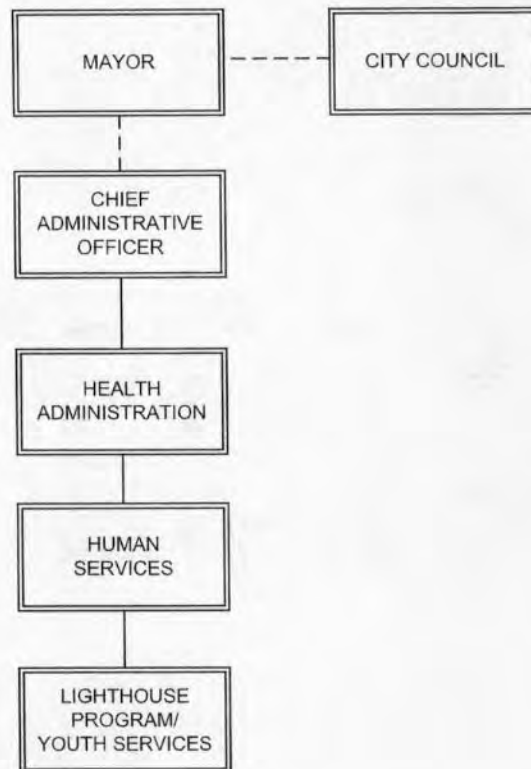 MAYOR
CITY COUNCIL
CHIEF
ADMINISTRATIVE
OFFICER
HEALTH
ADMINISTRATION
HUMAN
SERVICES
LIGHTHOUSE
PROGRAM/
YOUTH SERVICES